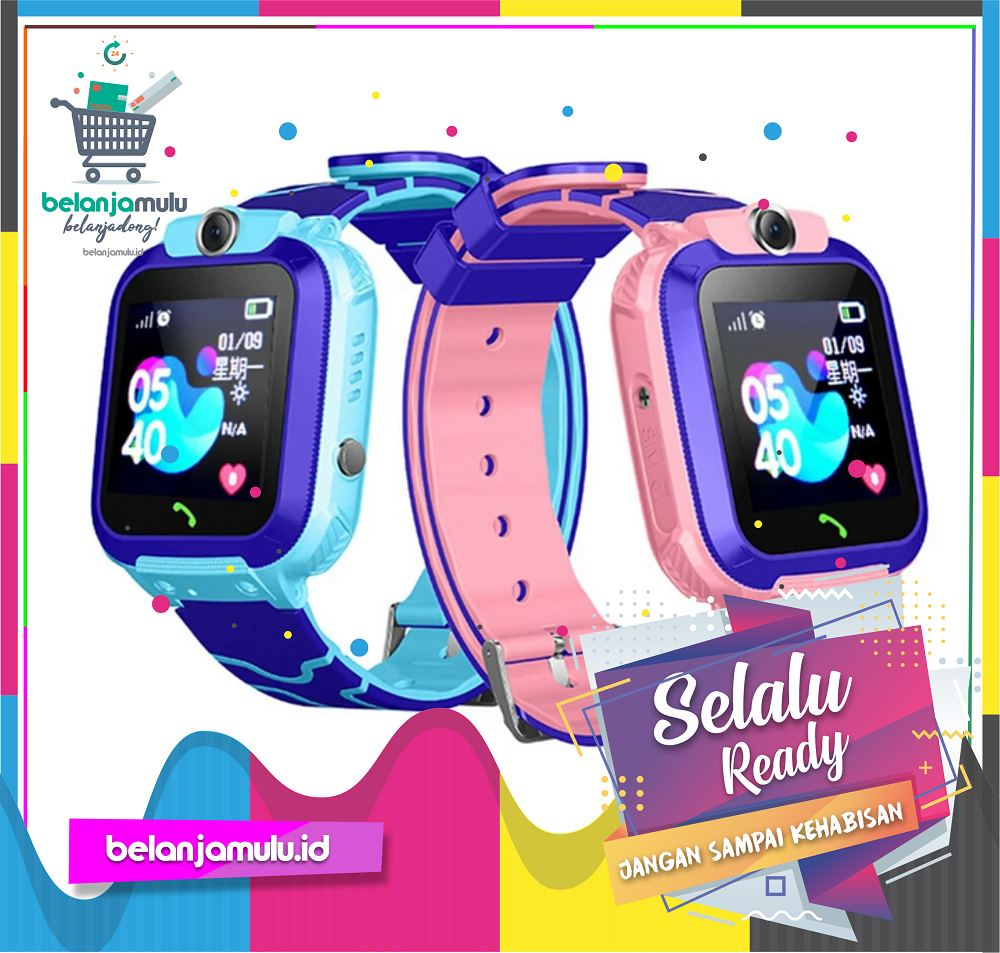 24
belanjamulu
belanjadong!
belanjamulu.id
01/09
星期一
05
40
N/A
01/09
星期一
05
40
N/A
Selalu
Ready
JANGAN SAMPAI KEHABISAN
belanjamulu.id